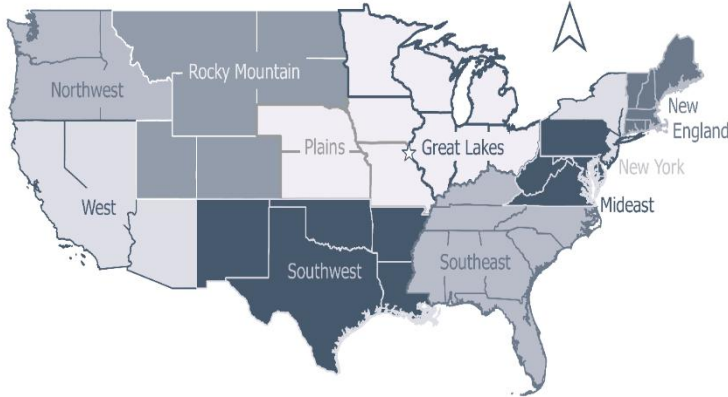 Northwest
Rocky Mountain
New
England
Plains
Great Lakes
New York
West
Mideast
Southwest
Southeast